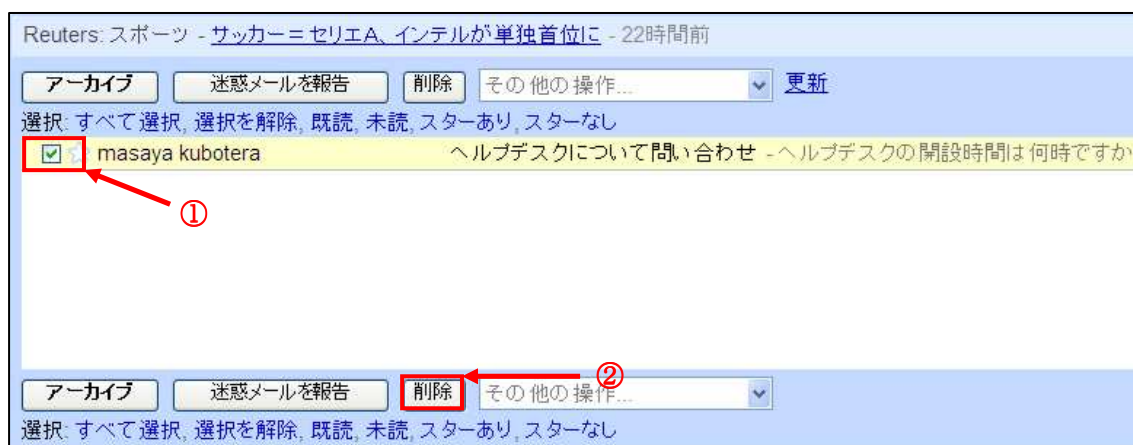 Reuters: スポーツ - サッカー＝セリエA、インテルが単独首位に - 22時間前
アーカイブ 迷惑メールを報告 削除 その他の操作... 更新
選択: すべて選択, 選択を解除, 既読, 未読, スターあり, スターなし
masaya kubotera ヘルプデスクについて問い合わせ - ヘルプデスクの開設時間は何時ですか
①
②
アーカイブ 迷惑メールを報告 削除 その他の操作...
選択: すべて選択, 選択を解除, 既読, 未読, スターあり, スターなし